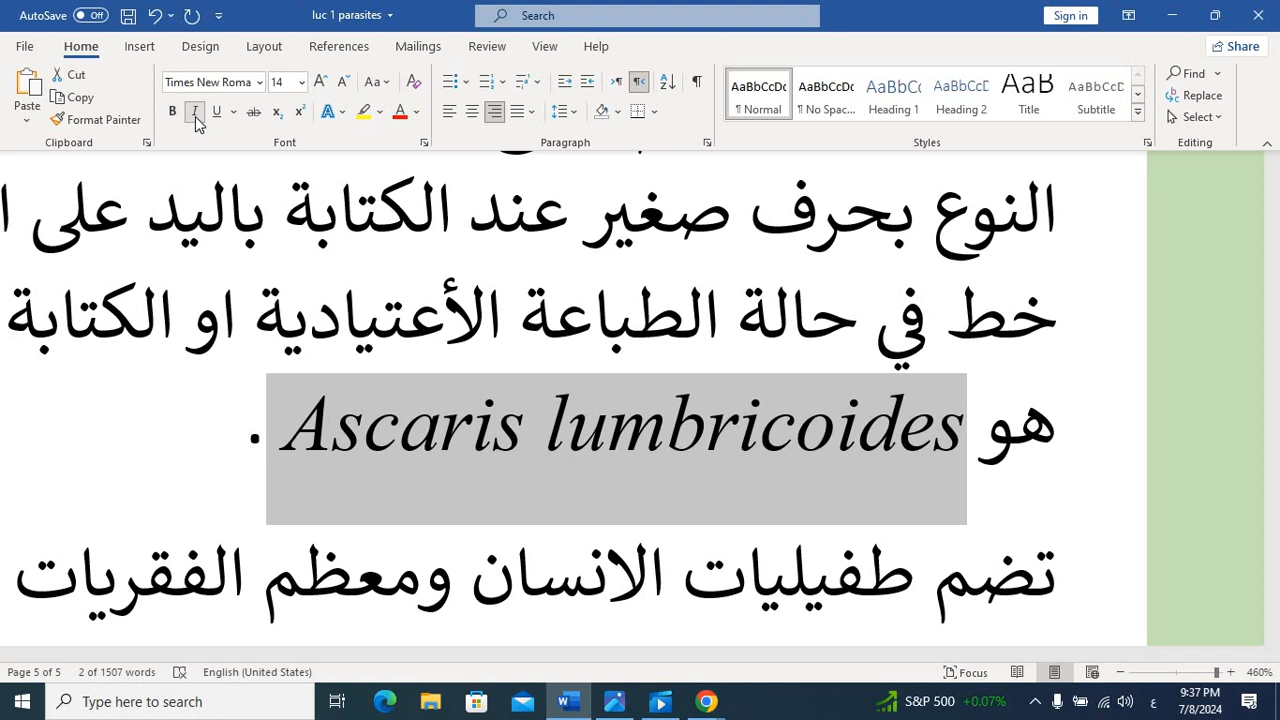 AutoSave Off luc 1 parasites Search Sign in
File Home Insert Design Layout References Mailings Review View Help Share
Paste Cut Copy Format Painter Clipboard
Times New Roma 14 Aa B I U ab x₂ x² A A Font
Paragraph
AaBbCcDc ¶ Normal AaBbCcDc ¶ No Spac... AaBbCc Heading 1 AaBbCcD Heading 2 AaB Title AaBbCcD Subtitle Styles
Find Replace Select Editing
النوع بحرف صغير عند الكتابة باليد على
خط في حالة الطباعة الأعتيادية او الكتابة
هو Ascaris lumbricoides .
تضم طفيليات الانسان ومعظم الفقريات
Page 5 of 5 2 of 1507 words English (United States) Focus 460%
Type here to search S&P 500 +0.07% ع 9:37 PM
7/8/2024